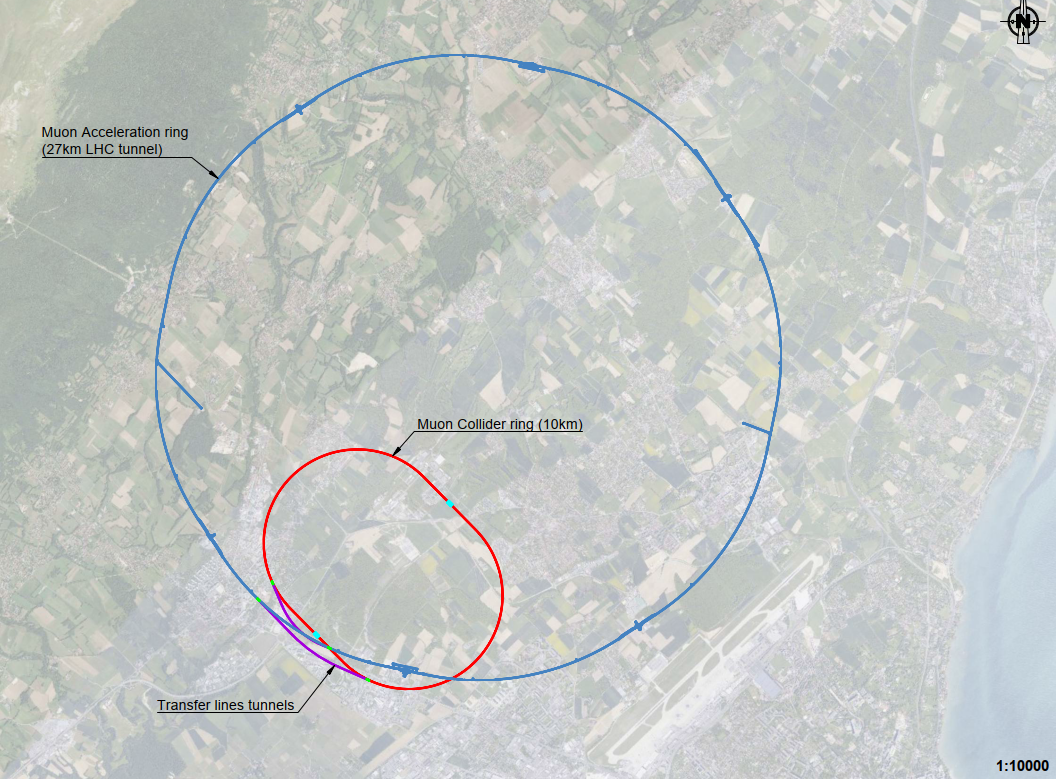 N
Muon Acceleration ring
(27km LHC tunnel)
Muon Collider ring (10km)
Transfer lines tunnels
1:10000